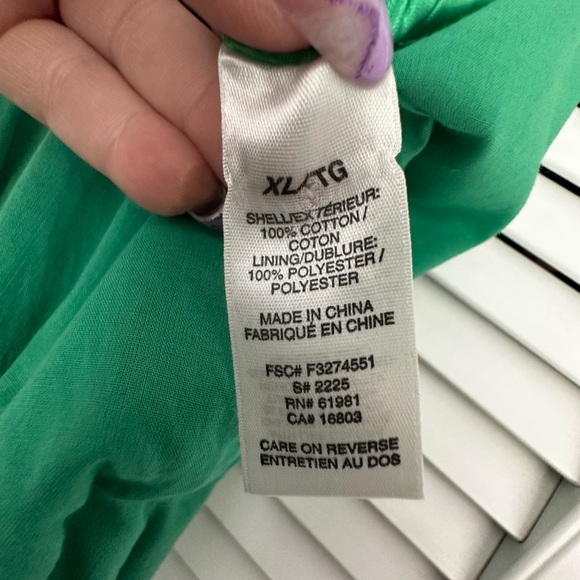 XL/TG
SHELL/EXTÉRIEUR:
100% COTTON /
COTON
LINING/DUBLURE:
100% POLYESTER /
POLYESTER
MADE IN CHINA
FABRIQUÉ EN CHINE
FSC# F3274551
S# 2225
RN# 61981
CA# 16803
CARE ON REVERSE
ENTRETIEN AU DOS